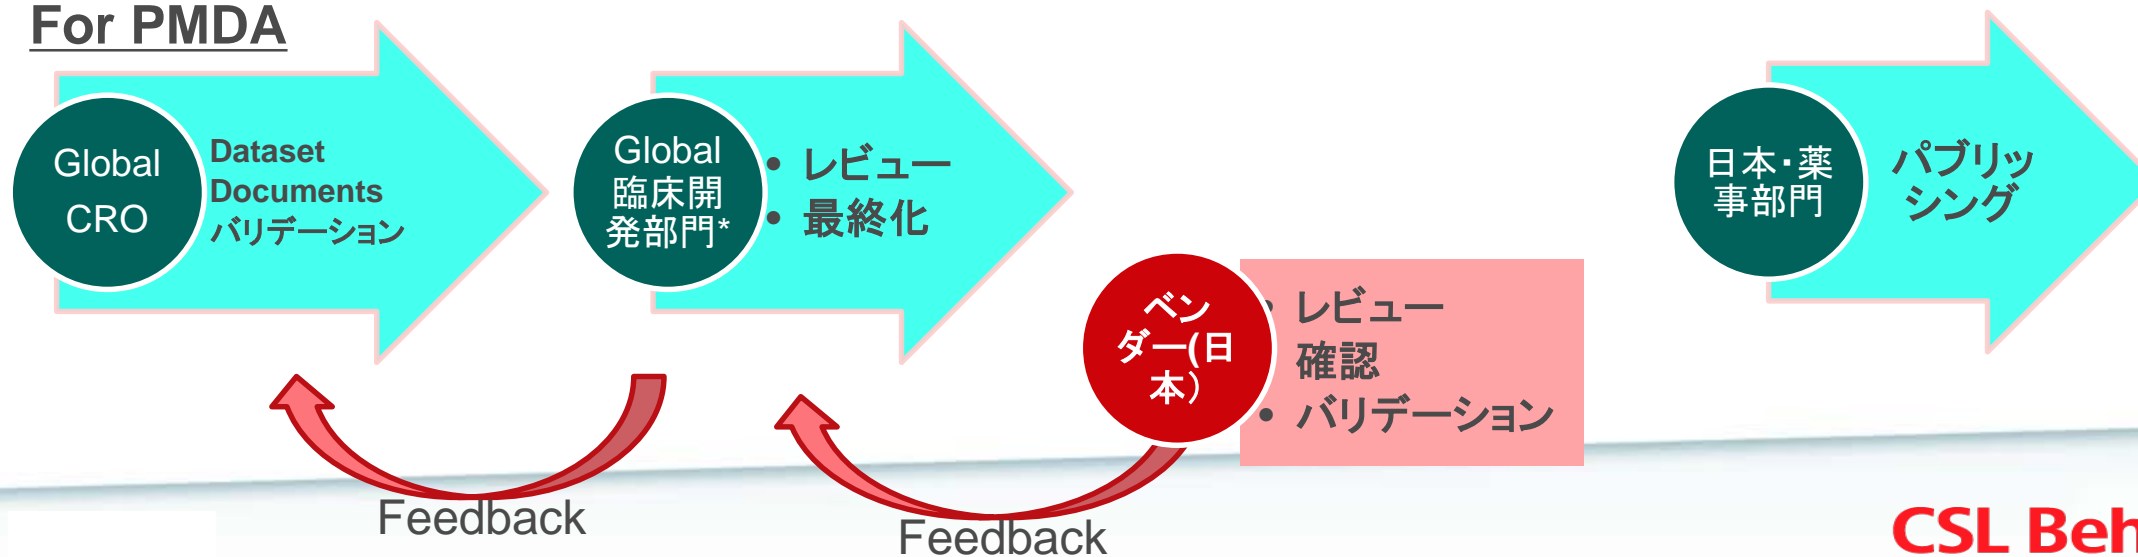 For PMDA
Global
CRO
Dataset
Documents
バリデーション
Global
臨床開
発部門*
• レビュー
• 最終化
ベン
ダー(日
本）
• レビュー
確認
• バリデーション
日本・薬
事部門
パブリッ
シング
Feedback
Feedback
CSL Beh